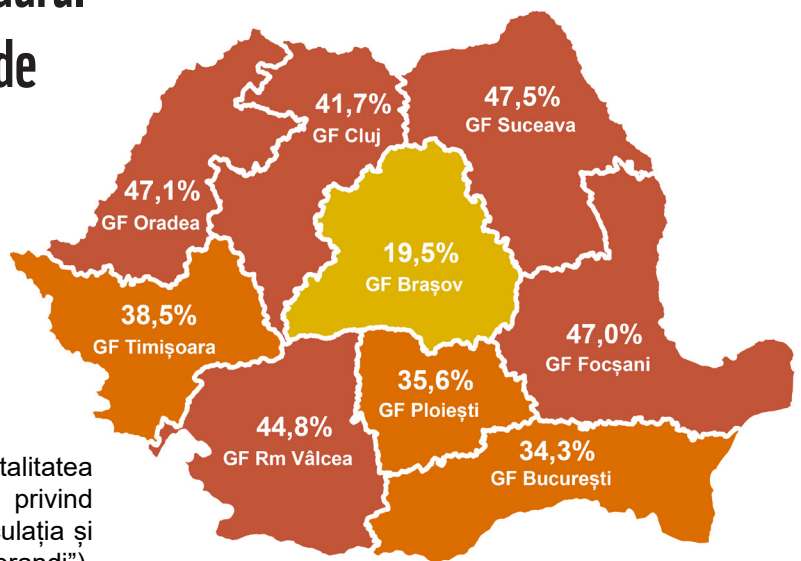 de
47,5%
GF Suceava
41,7%
GF Cluj
47,1%
GF Oradea
19,5%
GF Brașov
38,5%
GF Timișoara
47,0%
GF Focșani
35,6%
GF Ploiești
44,8%
GF Rm Vâlcea
34,3%
GF București
talitatea
privind
ulația și